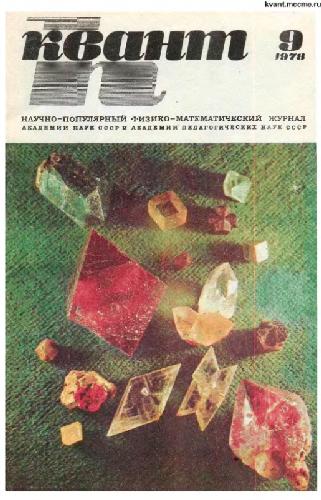 kvant.mccme.ru
квант
9
1978
НАУЧНО-ПОПУЛЯРНЫЙ ФИЗИКО-МАТЕМАТИЧЕСКИЙ ЖУРНАЛ
АКАДЕМИИ НАУК СССР И АКАДЕМИИ ПЕДАГОГИЧЕСКИХ НАУК СССР